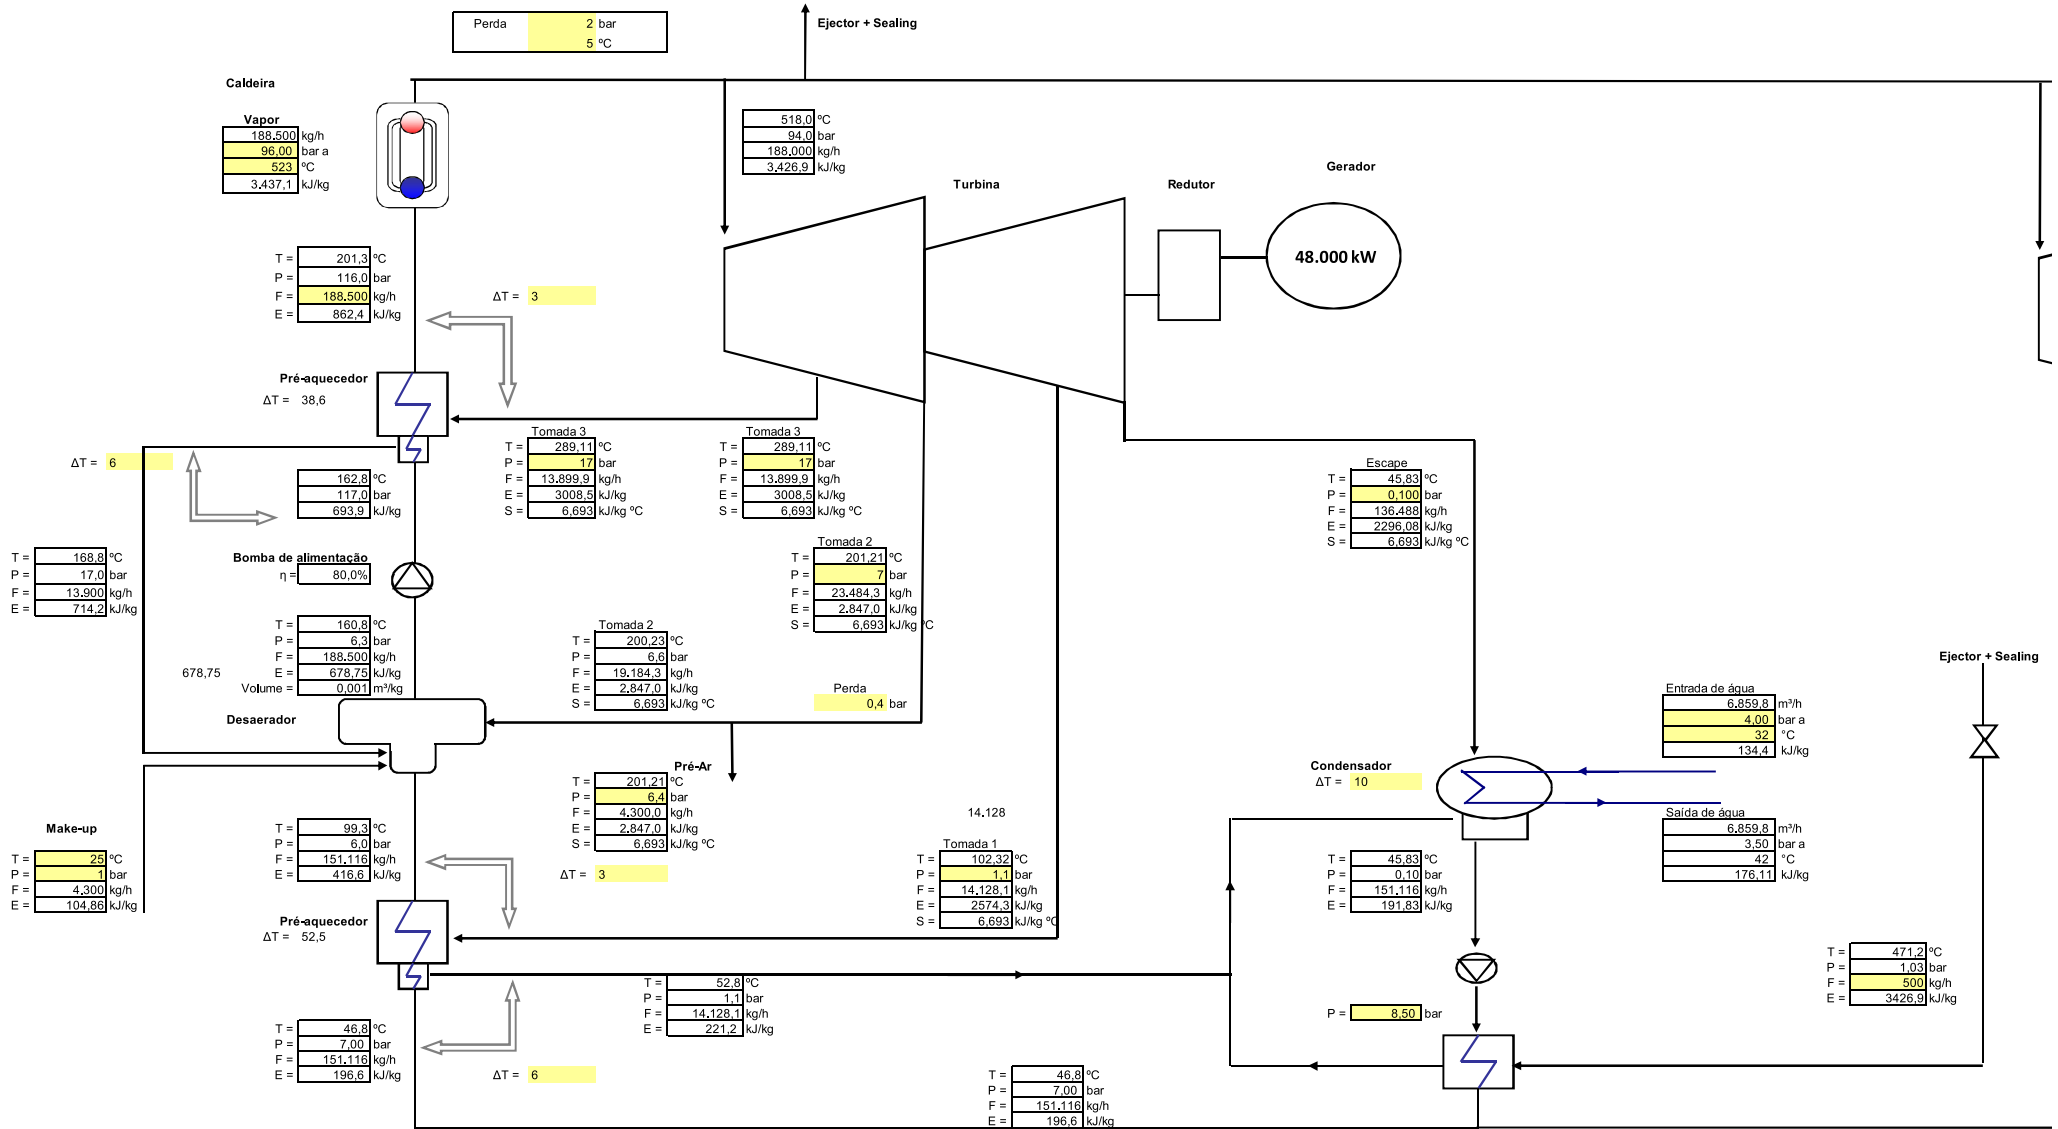 Perda 2 bar
5 ºC
Ejector + Sealing
Caldeira
Vapor
188.500 kg/h
96,00 bar a
523 ºC
3.437,1 kJ/kg
518,0 ºC
94,0 bar
188.000 kg/h
3.426,9 kJ/kg
Turbina
Redutor
Gerador
48.000 kW
T = 201,3 ºC
P = 116,0 bar
F = 188.500 kg/h
E = 862,4 kJ/kg
ΔT = 3
Pré-aquecedor
ΔT = 38,6
ΔT = 6
162,8 ºC
117,0 bar
693,9 kJ/kg
Tomada 3
T = 289,11 ºC
P = 17 bar
F = 13.899,9 kg/h
E = 3008,5 kJ/kg
S = 6,693 kJ/kg ºC
Tomada 3
T = 289,11 ºC
P = 17 bar
F = 13.899,9 kg/h
E = 3008,5 kJ/kg
S = 6,693 kJ/kg ºC
Escape
T = 45,83 ºC
P = 0,100 bar
F = 136.488 kg/h
E = 2296,08 kJ/kg
S = 6,693 kJ/kg ºC
T = 168,8 ºC
P = 17,0 bar
F = 13.900 kg/h
E = 714,2 kJ/kg
Bomba de alimentação
η = 80,0%
Tomada 2
T = 201,21 ºC
P = 7 bar
F = 23.484,3 kg/h
E = 2.847,0 kJ/kg
S = 6,693 kJ/kg ºC
T = 160,8 ºC
P = 6,3 bar
F = 188.500 kg/h
678,75 E = 678,75 kJ/kg
Volume = 0,001 m³/kg
Tomada 2
T = 200,23 ºC
P = 6,6 bar
F = 19.184,3 kg/h
E = 2.847,0 kJ/kg
S = 6,693 kJ/kg ºC
Perda
0,4 bar
Desaerador
Ejector + Sealing
Entrada de água
6.859,8 m³/h
4,00 bar a
32 °C
134,4 kJ/kg
Condensador
ΔT = 10
Pré-Ar
T = 201,21 ºC
P = 6,4 bar
F = 4.300,0 kg/h
E = 2.847,0 kJ/kg
S = 6,693 kJ/kg ºC
14.128
Saída de água
6.859,8 m³/h
3,50 bar a
42 °C
176,11 kJ/kg
Make-up
T = 25 ºC
P = 1 bar
F = 4.300 kg/h
E = 104,86 kJ/kg
T = 99,3 ºC
P = 6,0 bar
F = 151.116 kg/h
E = 416,6 kJ/kg
ΔT = 3
Tomada 1
T = 102,32 ºC
P = 1,1 bar
F = 14.128,1 kg/h
E = 2574,3 kJ/kg
S = 6,693 kJ/kg ºC
T = 45,83 ºC
P = 0,10 bar
F = 151.116 kg/h
E = 191,83 kJ/kg
Pré-aquecedor
ΔT = 52,5
T = 471,2 ºC
P = 1,03 bar
F = 500 kg/h
E = 3426,9 kJ/kg
T = 52,8 ºC
P = 1,1 bar
F = 14.128,1 kg/h
E = 221,2 kJ/kg
P = 8,50 bar
T = 46,8 ºC
P = 7,00 bar
F = 151.116 kg/h
E = 196,6 kJ/kg
ΔT = 6
T = 46,8 ºC
P = 7,00 bar
F = 151.116 kg/h
E = 196,6 kJ/kg